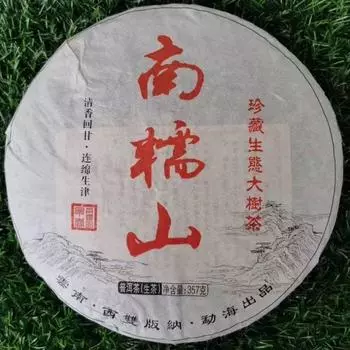 南糯山
珍藏生態大樹茶
清香回甘·连绵生津
普洱茶(生茶) 净含量:357克
雲南·西雙版納·勐海出品